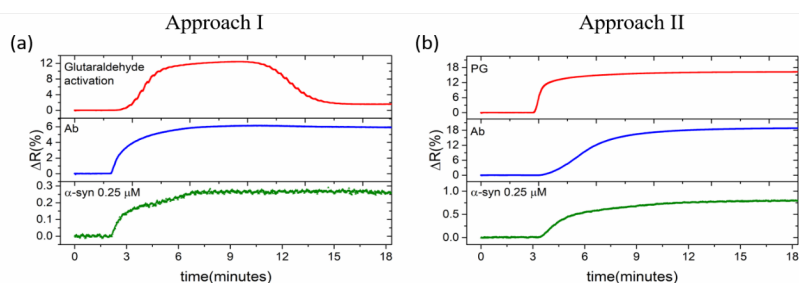 Approach I
Approach II
(a)
(b)
Glutaraldehyde
activation
12
8
4
0
Ab
6
4
2
0
α-syn 0.25 μM
0.3
0.2
0.1
0.0
ΔR(%)
0 3 6 9 12 15 18
time(minutes)
PG
18
12
6
0
Ab
18
12
6
0
α-syn 0.25 μM
1.0
0.5
0.0
ΔR(%)
0 3 6 9 12 15 18
time(minutes)